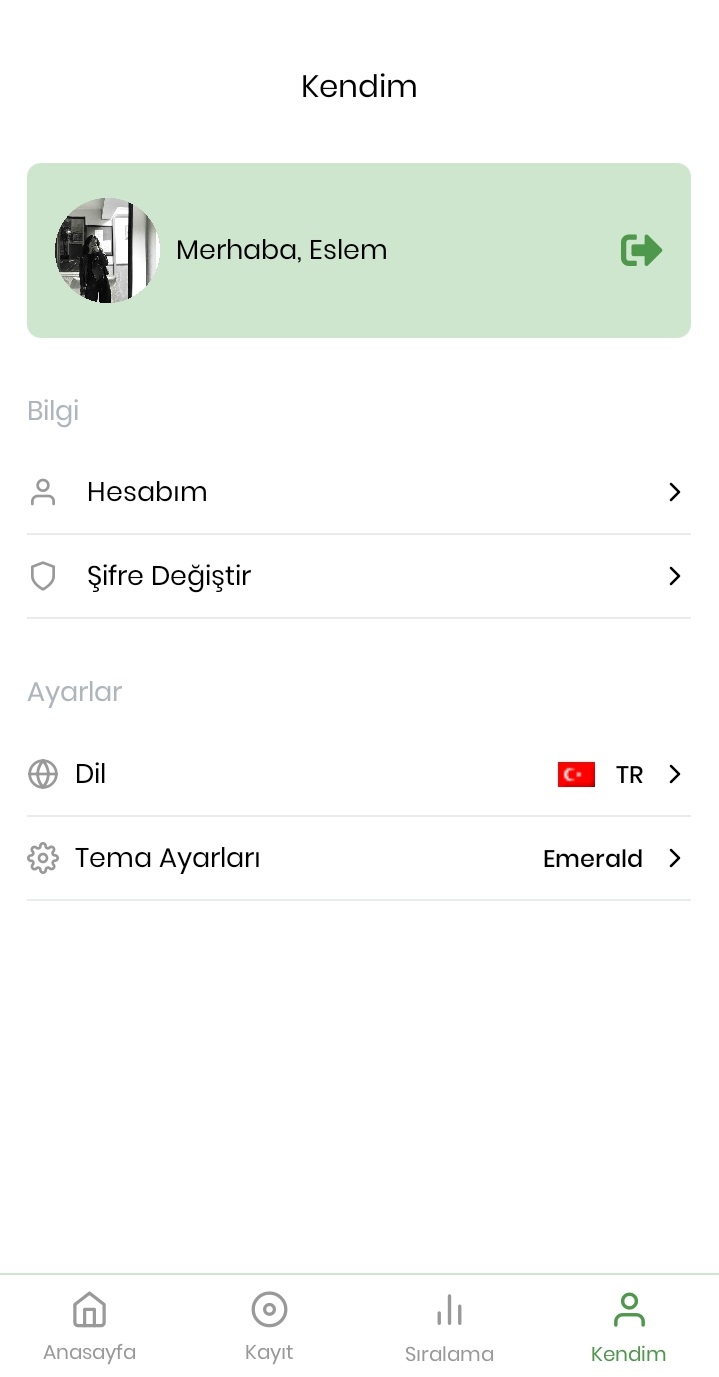 Kendim
Merhaba, Eslem
Bilgi
Hesabım
Şifre Değiştir
Ayarlar
Dil TR
Tema Ayarları Emerald
Anasayfa Kayıt Sıralama Kendim